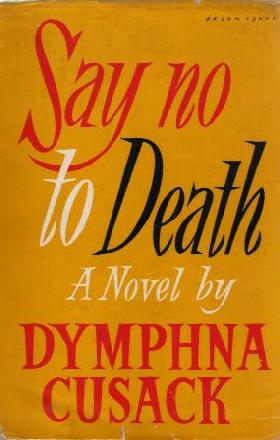 Say no
to Death
A Novel by
DYMPHNA
CUSACK